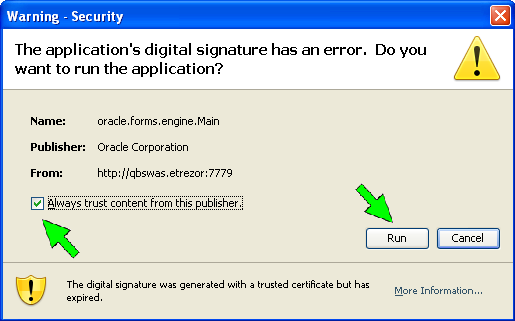 Warning - Security
The application's digital signature has an error. Do you
want to run the application?
Name: oracle.forms.engine.Main
Publisher: Oracle Corporation
From: http://qbswas.etrezor:7779
Always trust content from this publisher.
Run Cancel
The digital signature was generated with a trusted certificate but has
expired.
More Information...